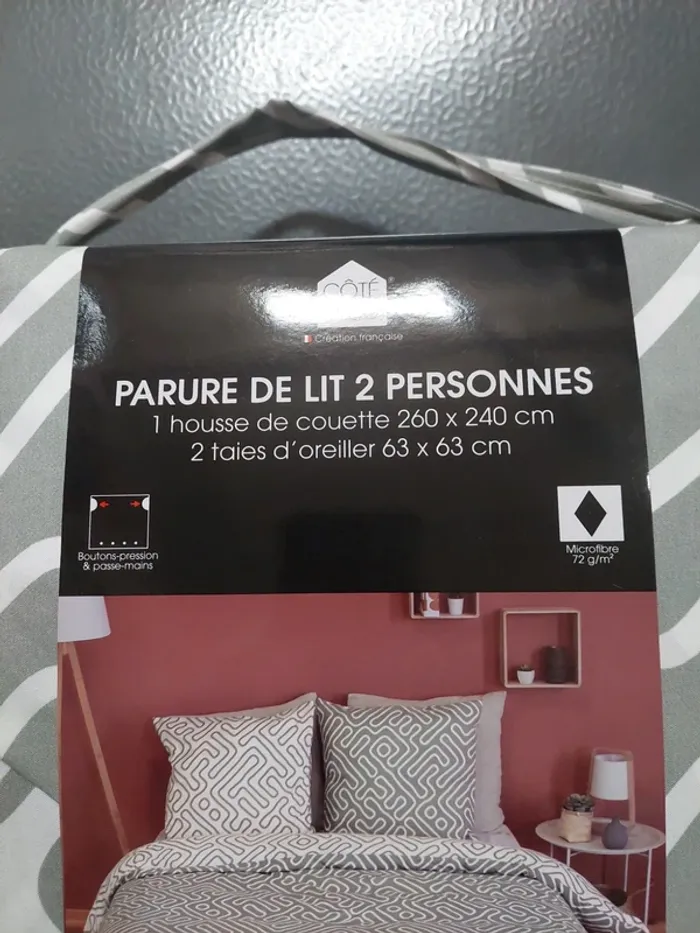 CÔTÉ
Création française
PARURE DE LIT 2 PERSONNES
1 housse de couette 260 x 240 cm
2 taies d'oreiller 63 x 63 cm
Boutons-pression
& passe-mains
Microfibre
72 g/m²